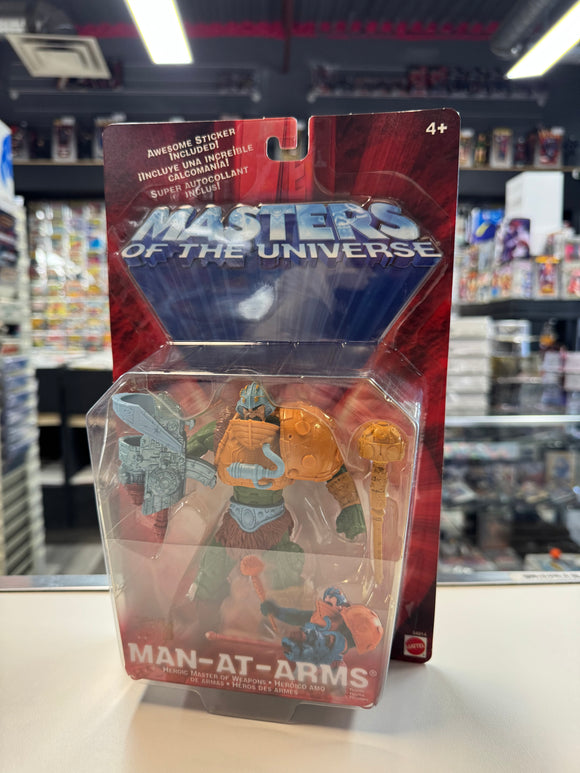 AWESOME STICKER
INCLUDED!
¡INCLUYE UNA INCREÍBLE
CALCOMANÍA!
SUPER AUTOCOLLANT
INCLUS!
4+
MASTERS
OF THE UNIVERSE
MAN-AT-ARMS®
HEROIC MASTER OF WEAPONS • HEROICO AMO
DE ARMAS • HÉROS DES ARMES
MATTEL